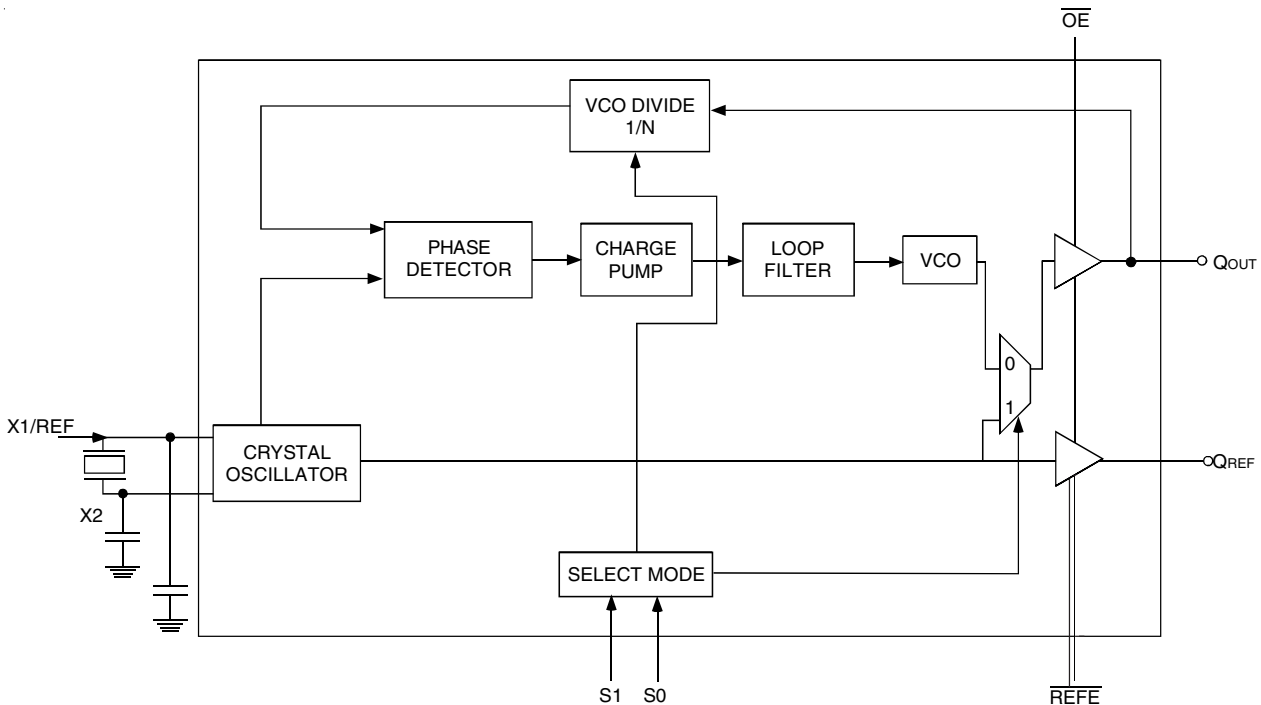 OE
VCO DIVIDE
1/N
PHASE
DETECTOR
CHARGE
PUMP
LOOP
FILTER
VCO
QOUT
0
1
X1/REF
CRYSTAL
OSCILLATOR
QREF
X2
SELECT MODE
S1 S0
REFE